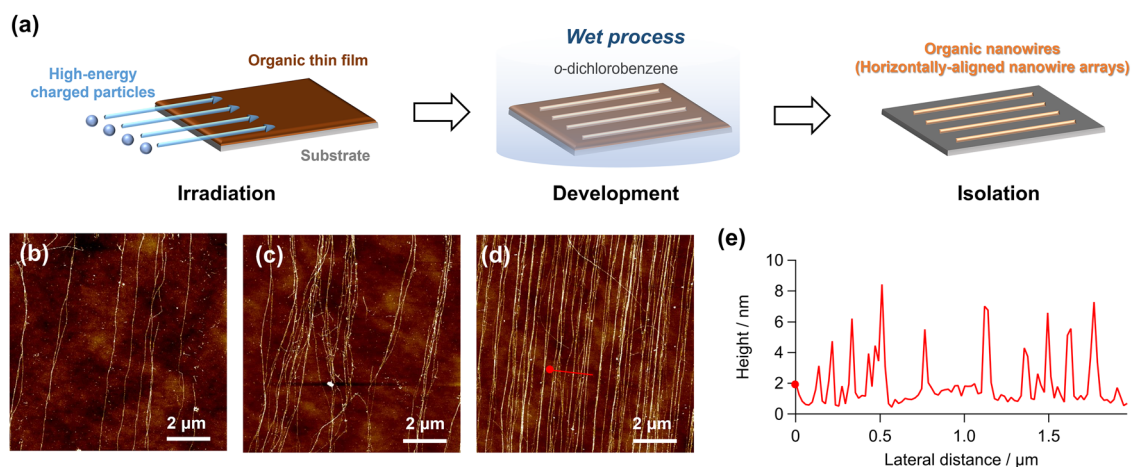 (a)
High-energy
charged particles
Organic thin film
Substrate
Irradiation
Wet process
o-dichlorobenzene
Development
Organic nanowires
(Horizontally-aligned nanowire arrays)
Isolation
(b)
2 μm
(c)
2 μm
(d)
2 μm
(e)
Height / nm
10
8
6
4
2
0
0
0.5
1.0
1.5
Lateral distance / μm